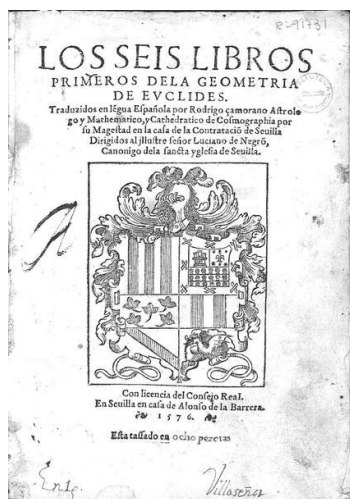 R-91731
LOS SEIS LIBROS
PRIMEROS DELA GEOMETRIA
DE EVCLIDES.
Traduzidos en lẽgua Española por Rodrigo çamorano Astrolo
go y Mathematico, y Cathedratico de Cosmographia por
su Magestad en la casa de la Contratació de Seuilla
Dirigidos al jllustre señor Luciano de Negrõ,
Canonigo dela sancta yglesia de Seuilla.
Con licencia del Consejo Real.
En Seuilla en casa de Alonso de la Barrera.
1576.
Esta tassado en ocho
Villaseñor